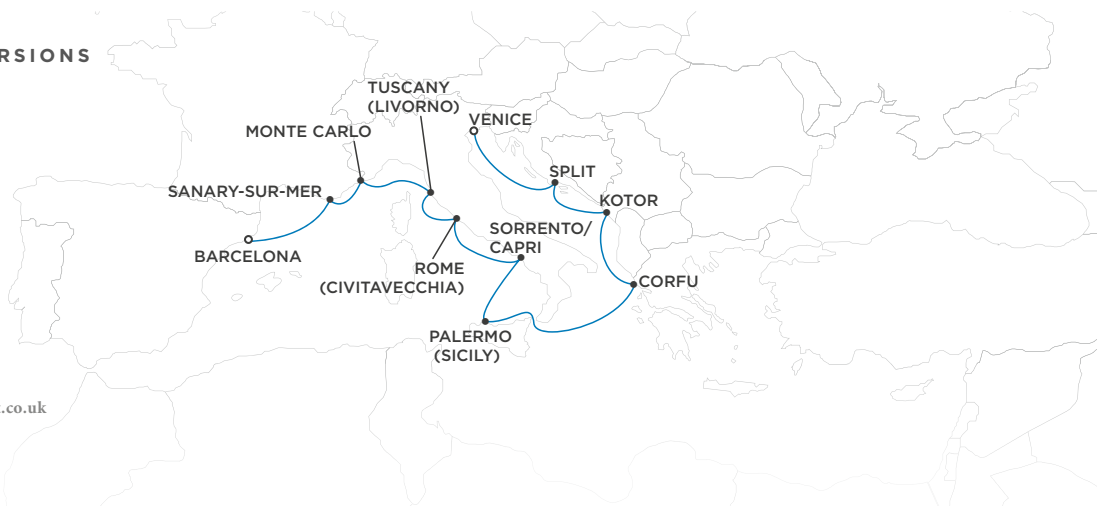 RSIONS
TUSCANY
(LIVORNO)
VENICE
MONTE CARLO
SPLIT
SANARY-SUR-MER
KOTOR
SORRENTO/
CAPRI
BARCELONA
ROME
(CIVITAVECCHIA)
CORFU
PALERMO
(SICILY)
.co.uk